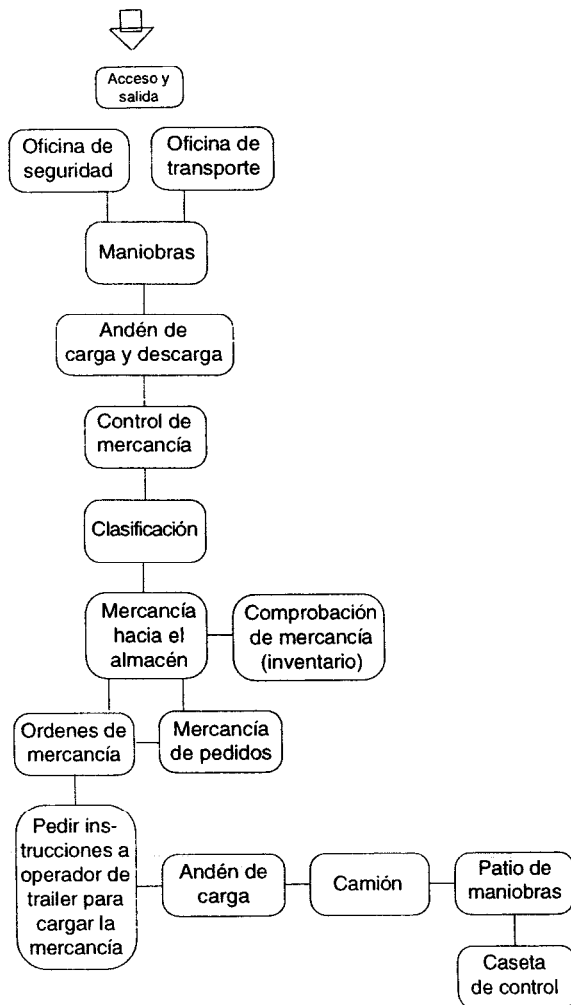 Acceso y
salida
Oficina de
seguridad
Oficina de
transporte
Maniobras
Andén de
carga y descarga
Control de
mercancía
Clasificación
Mercancía
hacia el
almacén
Comprobación
de mercancía
(inventario)
Ordenes de
mercancía
Mercancía
de pedidos
Pedir ins-
trucciones a
operador de
trailer para
cargar la
mercancía
Andén de
carga
Camión
Patio de
maniobras
Caseta
de control